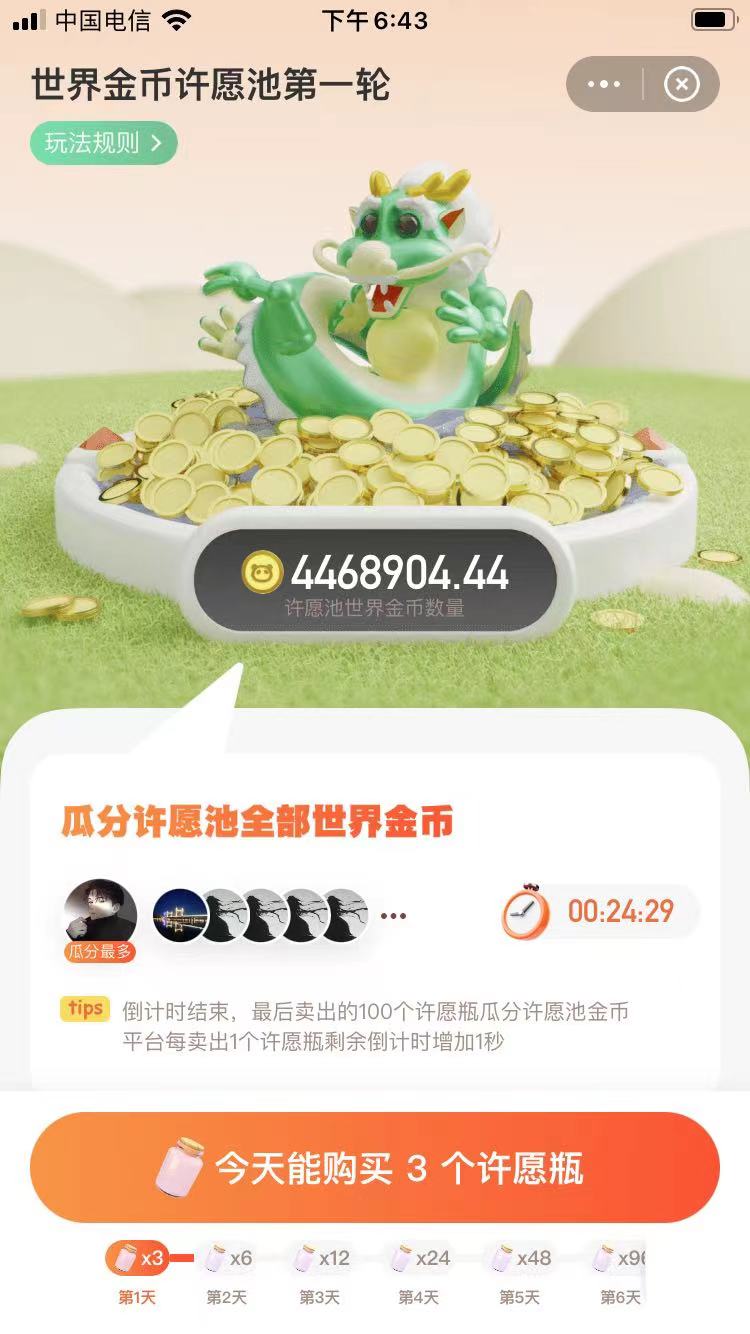 中国电信
下午6:43
世界金币许愿池第一轮
玩法规则
4468904.44
许愿池世界金币数量
瓜分许愿池全部世界金币
瓜分最多
00:24:29
tips
倒计时结束，最后卖出的100个许愿瓶瓜分许愿池金币
平台每卖出1个许愿瓶剩余倒计时增加1秒
今天能购买 3 个许愿瓶
x3
x6
x12
x24
x48
x96
第1天
第2天
第3天
第4天
第5天
第6天